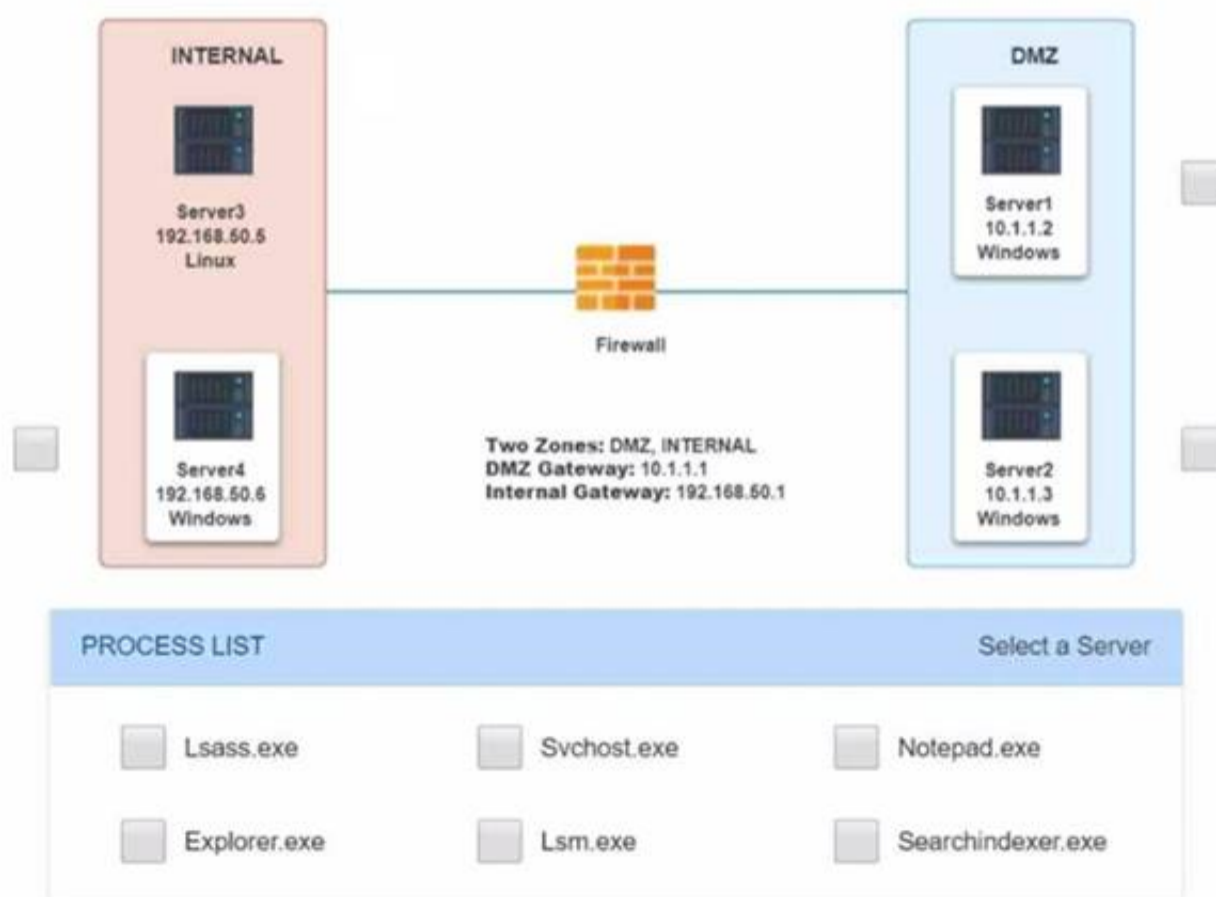 INTERNAL
Server3
192.168.50.5
Linux
Server4
192.168.50.6
Windows
Firewall
Two Zones: DMZ, INTERNAL
DMZ Gateway: 10.1.1.1
Internal Gateway: 192.168.50.1
DMZ
Server1
10.1.1.2
Windows
Server2
10.1.1.3
Windows
PROCESS LIST
Select a Server
Lsass.exe
Svchost.exe
Notepad.exe
Explorer.exe
Lsm.exe
Searchindexer.exe